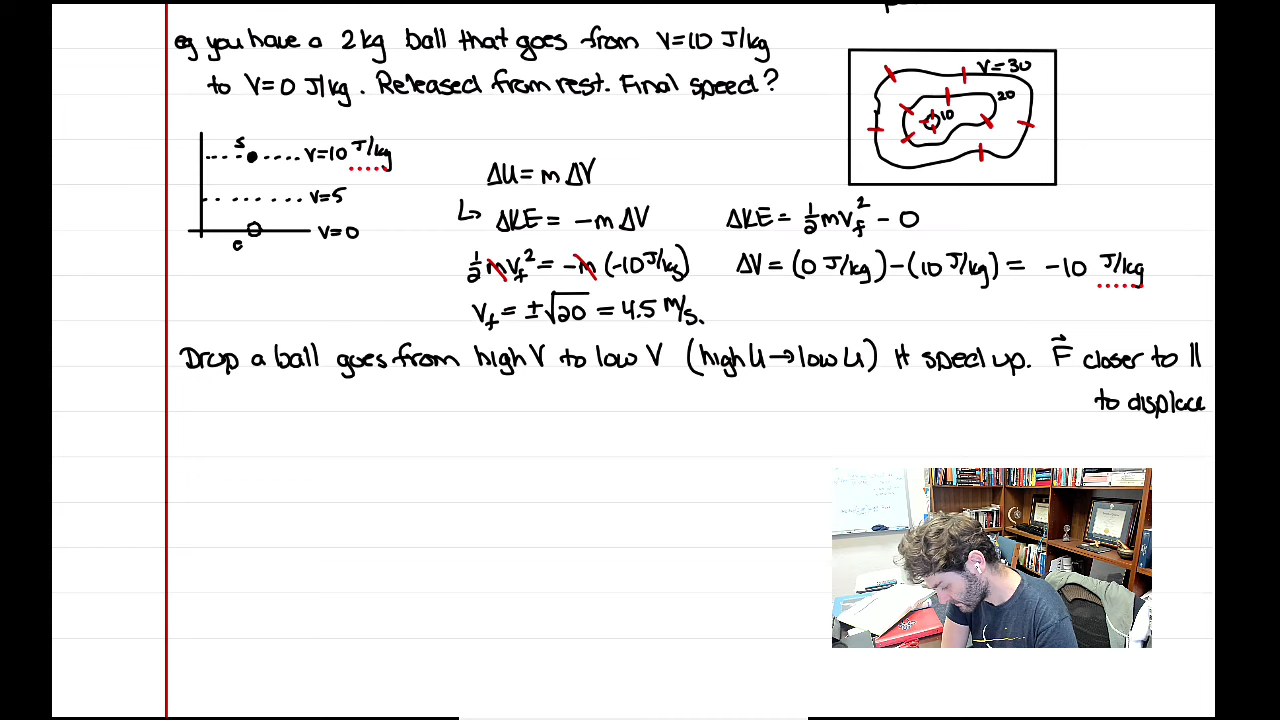 eg you have a 2kg ball that goes from V=10 J/kg
to V=0 J/kg. Released from rest. Final speed?
V=30
20
10
s
V=10 J/kg
V=5
V=0
e
ΔU = mΔV
↳ ΔKE = -mΔV
ΔKE = ½mv_f² - 0
½mv_f² = -m(-10 J/kg)
ΔV = (0 J/kg) - (10 J/kg) = -10 J/kg
v_f = ±√20 = 4.5 m/s.
Drop a ball goes from high V to low V (high U → low U) it speed up. F⃗ closer to ||
to displace